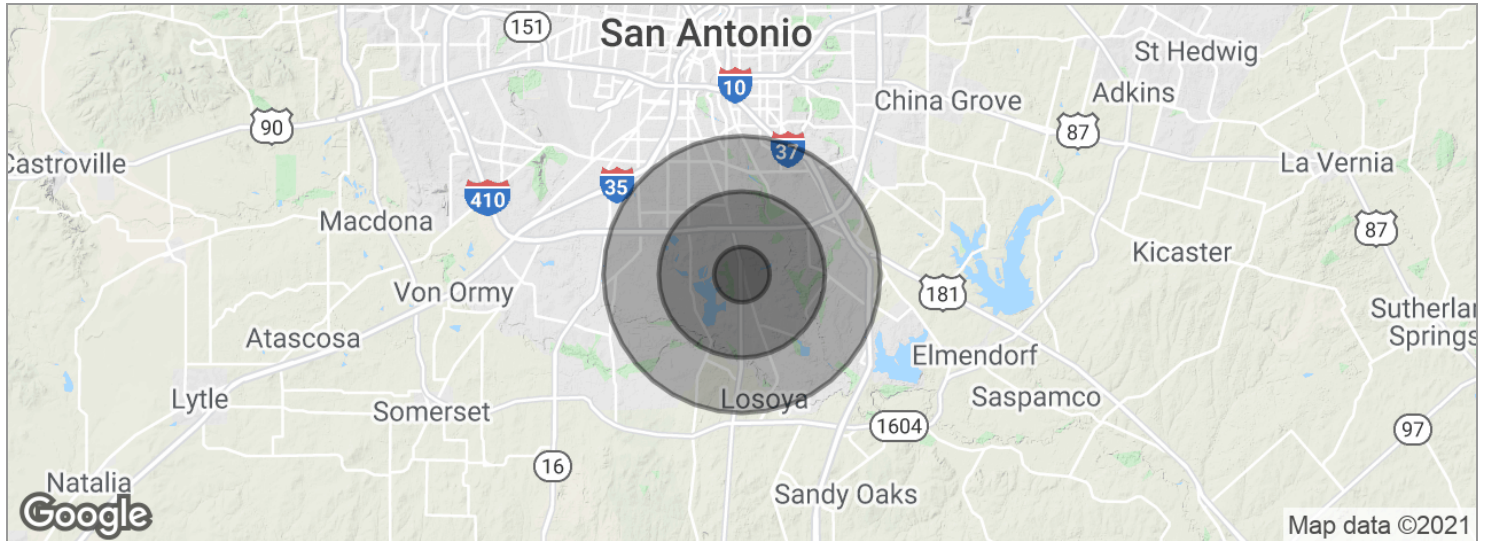 151
San Antonio
St Hedwig
10
Adkins
China Grove
90
87
37
Castroville
La Vernia
35
410
Macdona
87
Kicaster
181
Von Ormy
Sutherlan
Springs
Atascosa
Elmendorf
Lytle
Losoya
Saspamco
Somerset
1604
97
16
Natalia
Sandy Oaks
Google
Map data ©2021